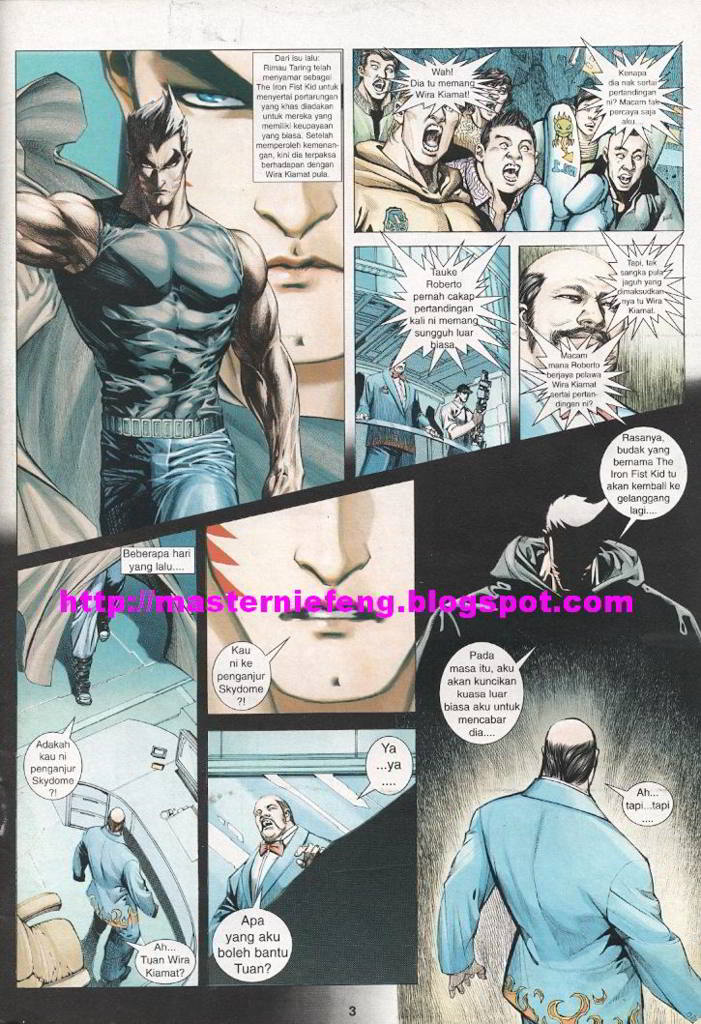 Dari isu lalu:
Rimau Taring telah
menyamar sebagai
The Iron Fist Kid untuk
menyertai pertarungan
yang khas diadakan
untuk mereka yang
memiliki keupayaan
yang biasa. Setelah
memperoleh kemenan-
gan, kini dia terpaksa
berhadapan dengan
Wira Kiamat pula.
Wah!
Dia tu memang
Wira Kiamat!
Kenapa
dia nak sertai
pertandingan
ni? Macam tak
percaya saja
aku....
Tauke
Roberto
pernah cakap
pertandingan
kali ni memang
sungguh luar
biasa.
Tapi, tak
sangka pula
jaguh yang
dimaksudkan-
nya tu Wira
Kiamat.
Macam
mana Roberto
berjaya pelawa
Wira Kiamat
sertai pertan-
dingan ni?
Beberapa hari
yang lalu....
Adakah
kau ni
penganjur
Skydome
?!
Ah...
Tuan Wira
Kiamat?
Kau
ni ke
penganjur
Skydome
?!
Ya
...ya
....
Apa
yang aku
boleh bantu
Tuan?
Rasanya,
budak yang
bernama The
Iron Fist Kid tu
akan kembali ke
gelanggang
lagi....
Pada
masa itu, aku
akan kuncikan
kuasa luar
biasa aku untuk
mencabar
dia....
Ah...
tapi...tapi
....
http://masterniefeng.blogspot.com
3